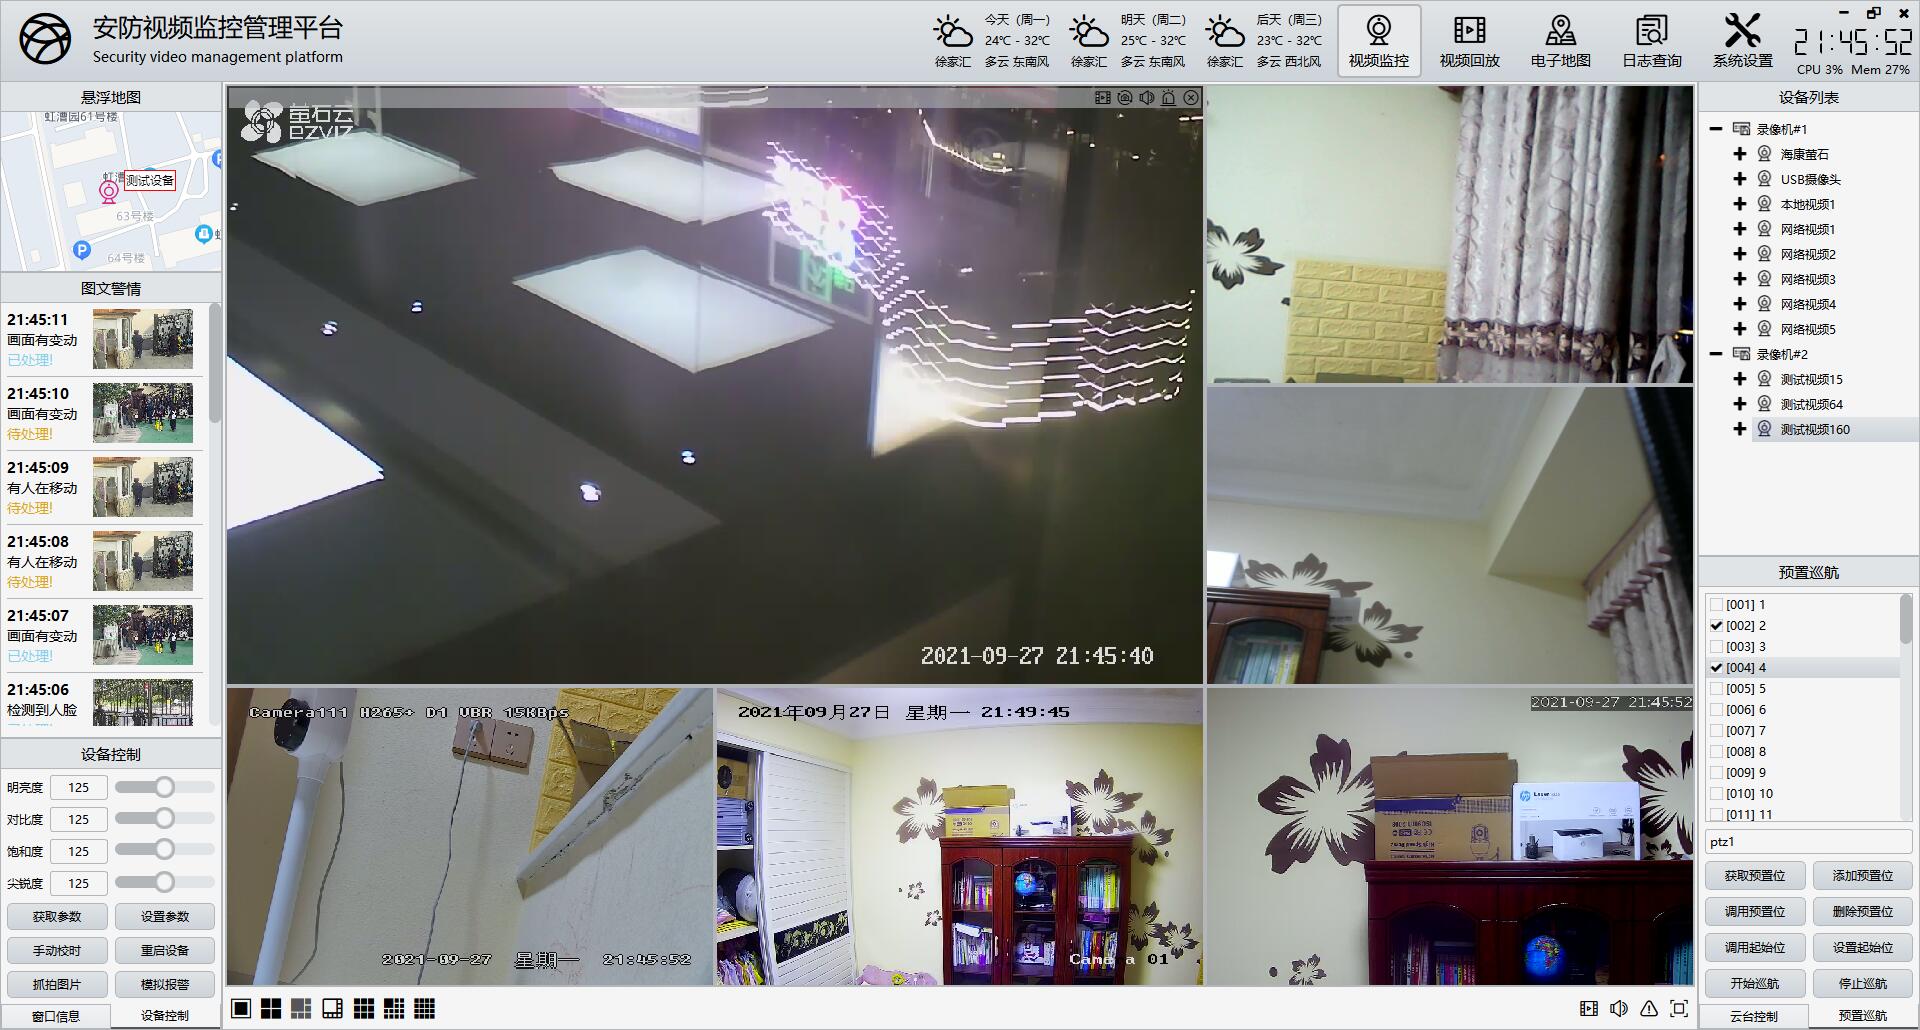 安防视频监控管理平台
Security video management platform
今天 (周一)
24℃ - 32℃
徐家汇 多云 东南风
明天 (周二)
25℃ - 32℃
徐家汇 多云 东南风
后天 (周三)
23℃ - 32℃
徐家汇 多云 西北风
视频监控
视频回放
电子地图
日志查询
系统设置
21:45:52
CPU 3% Mem 27%
悬浮地图
虹漕园61号楼
测试设备
63号楼
64号楼
P
图文警情
21:45:11
画面有变动
已处理!
21:45:10
画面有变动
待处理!
21:45:09
有人在移动
待处理!
21:45:08
有人在移动
待处理!
21:45:07
画面有变动
已处理!
21:45:06
检测到人脸
设备控制
明亮度 125
对比度 125
饱和度 125
尖锐度 125
获取参数 设置参数
手动校时 重启设备
抓拍图片 模拟报警
窗口信息 设备控制
萤石云
ezviz
2021-09-27 21:45:40
Camera111 H265+ D1 VBR 15KBps
2021-09-27 星期一 21:45:52
2021年09月27日 星期一 21:49:45
Camera 01
2021-09-27 21:45:52
hp Laser
设备列表
录像机#1
海康萤石
USB摄像头
本地视频1
网络视频1
网络视频2
网络视频3
网络视频4
网络视频5
录像机#2
测试视频15
测试视频64
测试视频160
预置巡航
[001] 1
[002] 2
[003] 3
[004] 4
[005] 5
[006] 6
[007] 7
[008] 8
[009] 9
[010] 10
[011] 11
ptz1
获取预置位 添加预置位
调用预置位 删除预置位
调用起始位 设置起始位
开始巡航 停止巡航
云台控制 预置巡航